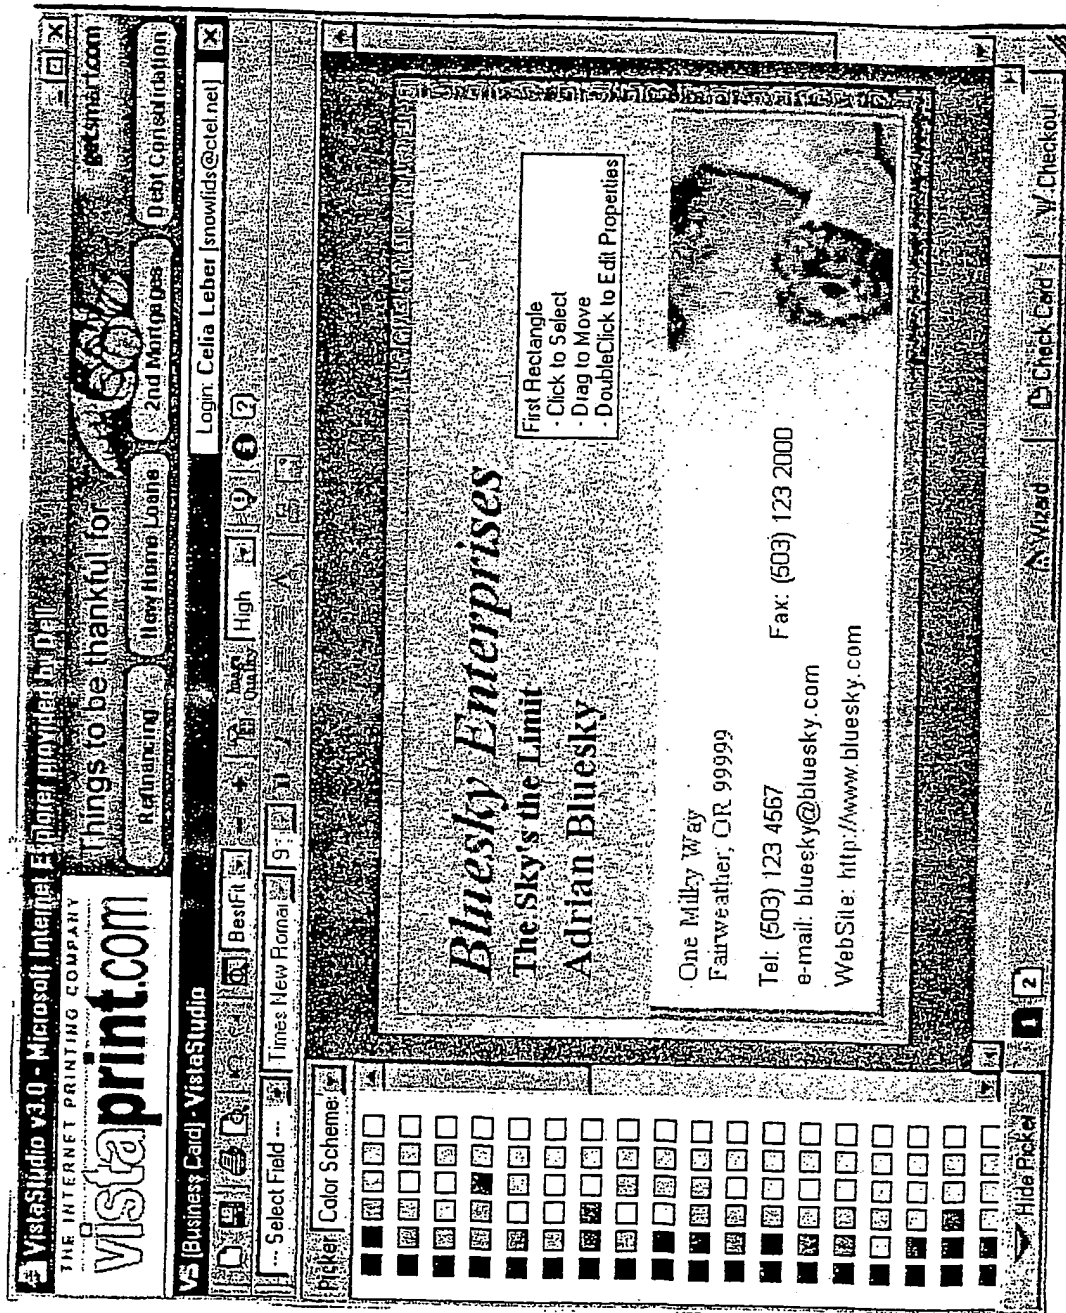 VistaStudio v3.0 - Microsoft Internet Explorer provided by Dell
THE INTERNET PRINTING COMPANY
vistaprint.com
Things to be thankful for
getsmart.com
Refinancing
New Home Loans
2nd Mortgages
Debt Consolidation
VS [Business Card] - VistaStudio
Login: Celia Leber [snowlds@ctel.net]
BestFit
Image Quality
High
--- Select Field ---
Times New Roman
9
Picker
Color Scheme
Bluesky Enterprises
The Sky's the Limit
Adrian Bluesky
First Rectangle
- Click to Select
- Drag to Move
- DoubleClick to Edit Properties
One Milky Way
Fairweather, OR 99999
Tel: (503) 123 4567
Fax: (503) 123 2000
e-mail: bluesky@bluesky.com
WebSite: http://www.bluesky.com
Hide Picker
1
2
Wizard
Check Card
Checkout